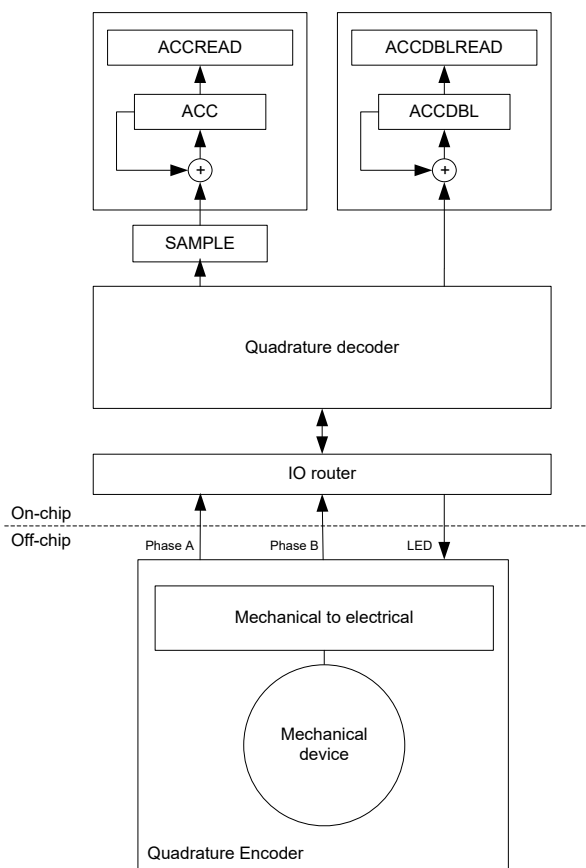 ACCREAD
ACCDBLREAD
ACC
ACCDBL
+
+
SAMPLE
Quadrature decoder
IO router
On-chip
Off-chip
Phase A
Phase B
LED
Mechanical to electrical
Mechanical
device
Quadrature Encoder